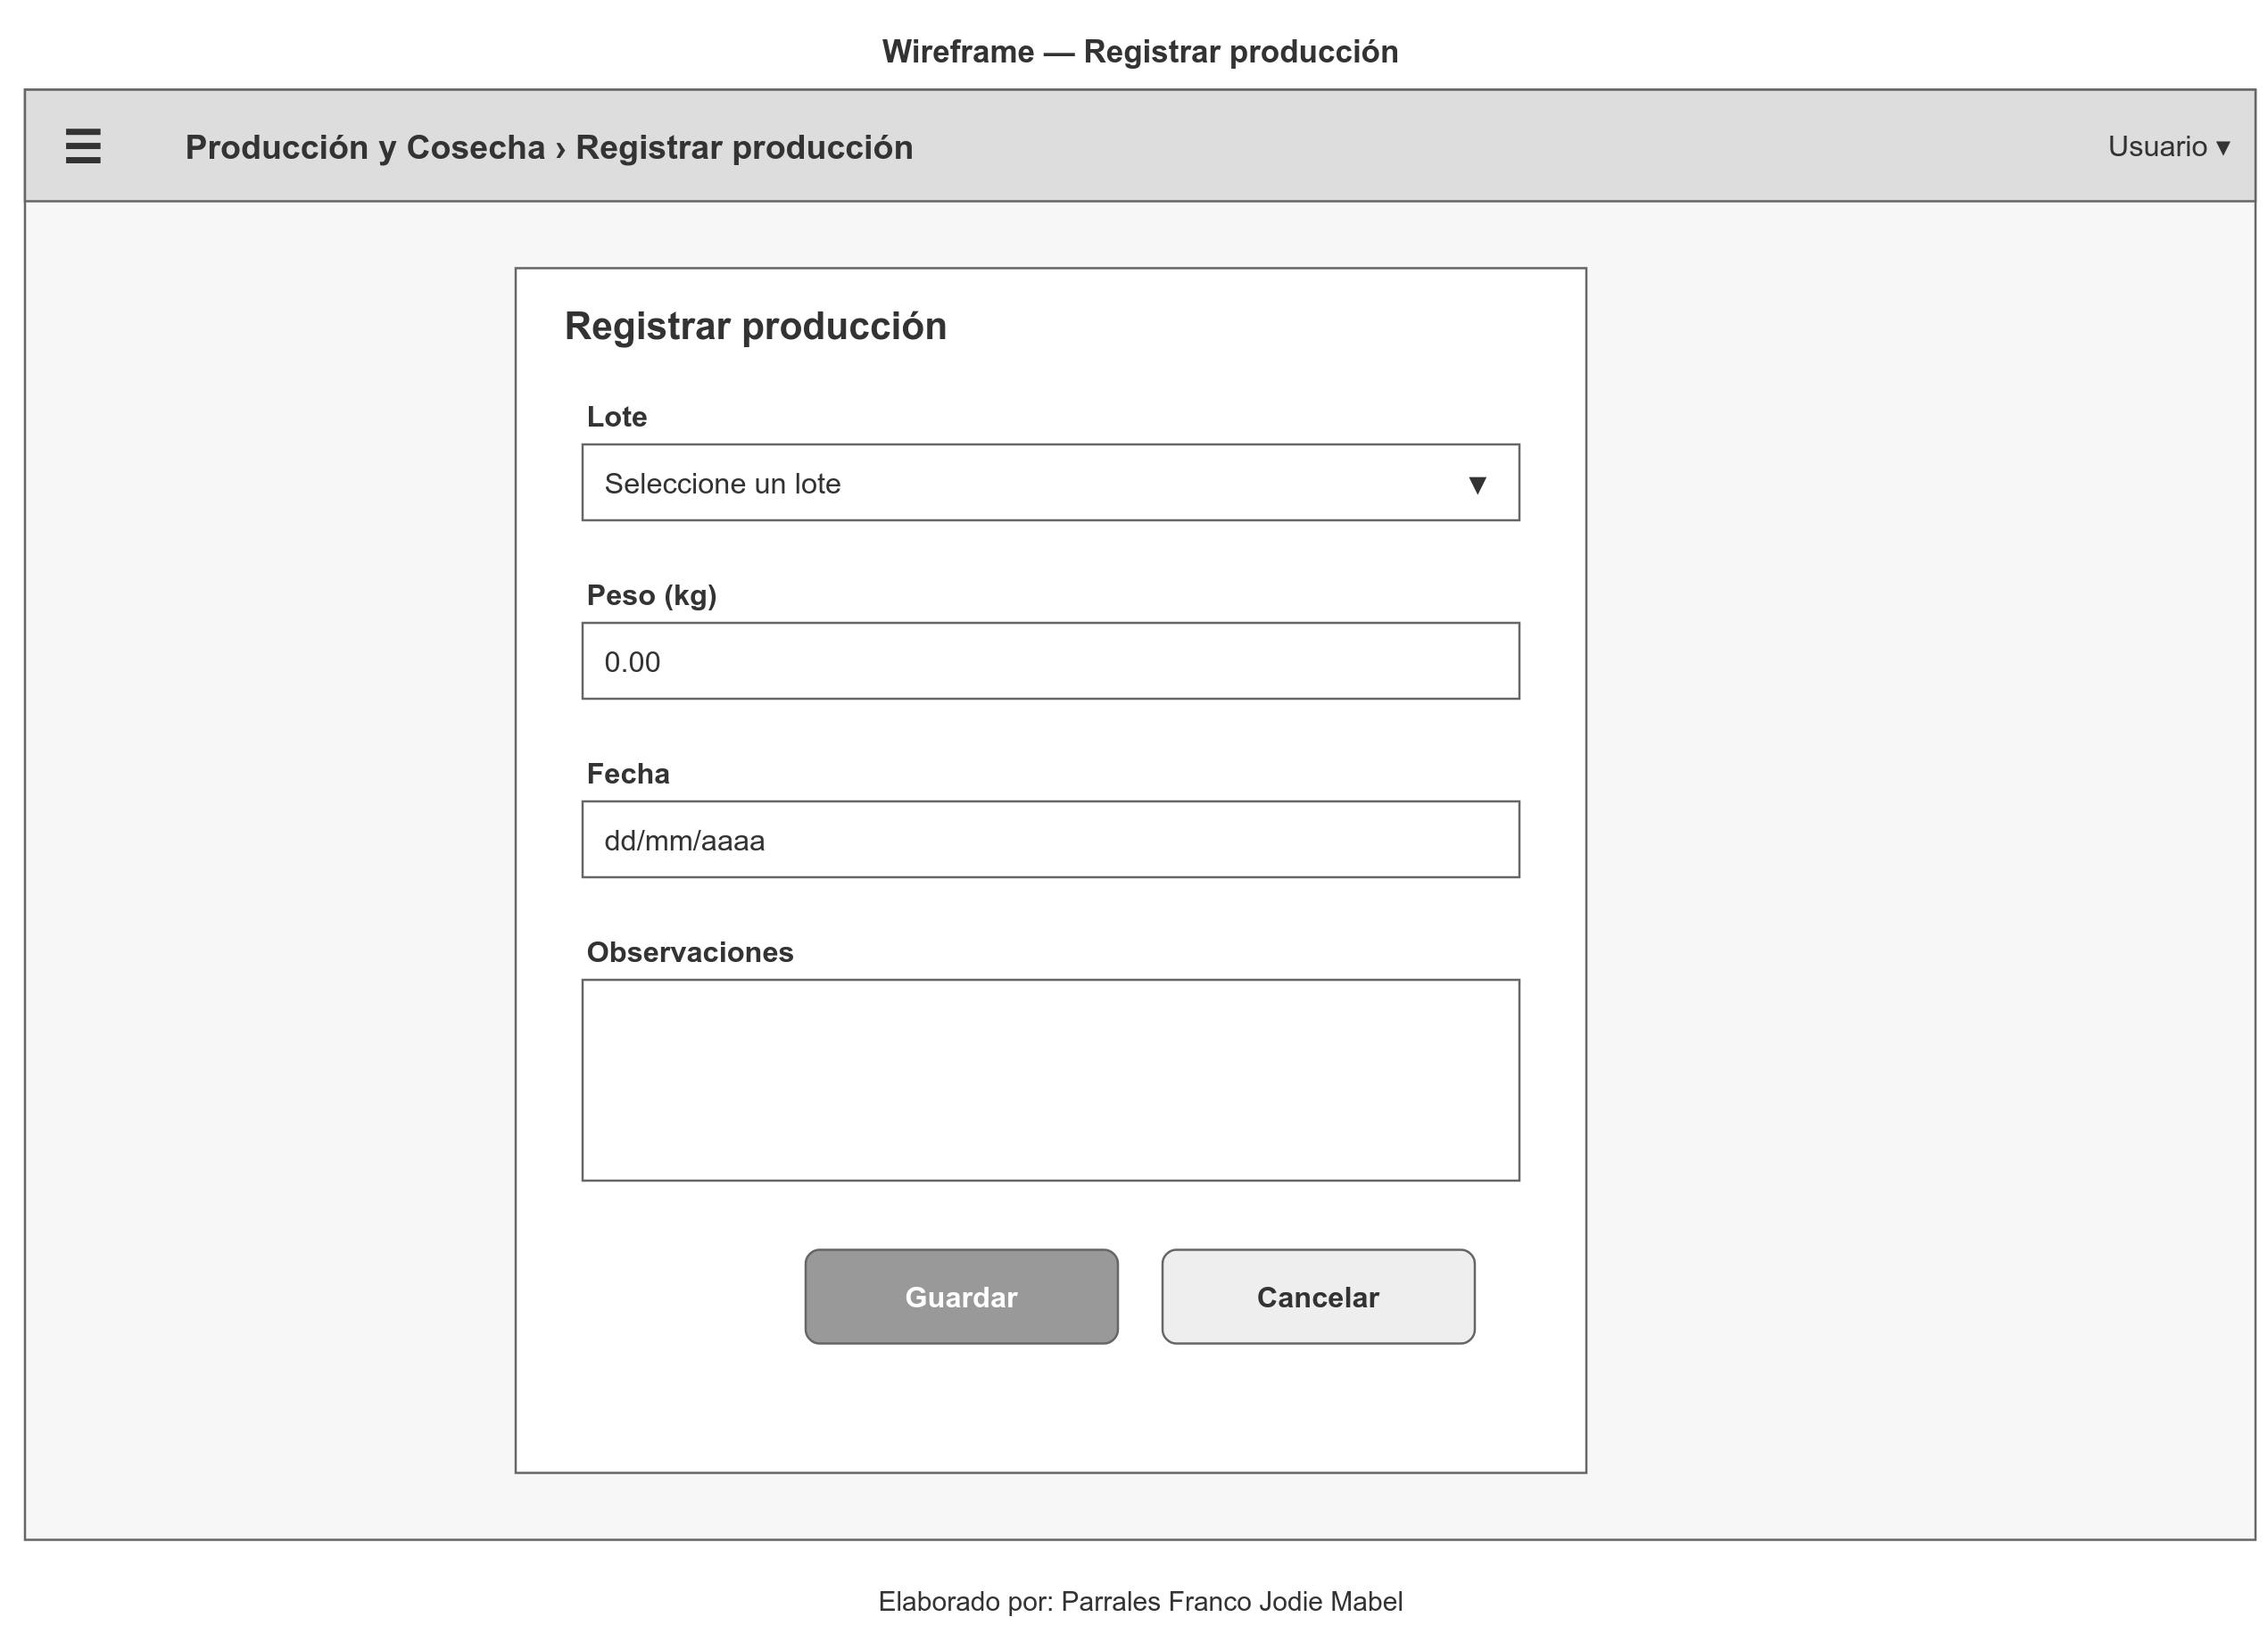 Wireframe — Registrar producción
☰ Producción y Cosecha › Registrar producción Usuario ▾
Registrar producción
Lote
Seleccione un lote ▼
Peso (kg)
0.00
Fecha
dd/mm/aaaa
Observaciones
Guardar Cancelar
Elaborado por: Parrales Franco Jodie Mabel